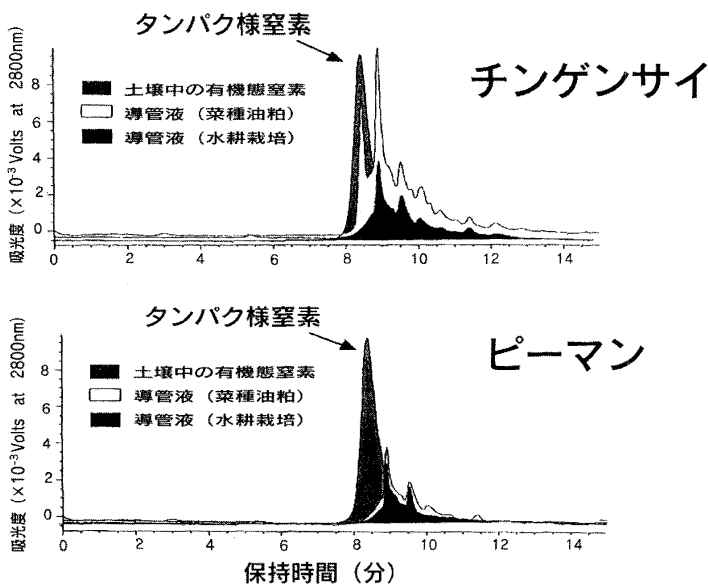 タンパク様窒素
チンゲンサイ
土壌中の有機態窒素
導管液（菜種油粕）
導管液（水耕栽培）
吸光度（×10⁻³Volts at 2800nm）
8
6
4
2
0
0 2 4 6 8 10 12 14
タンパク様窒素
ピーマン
土壌中の有機態窒素
導管液（菜種油粕）
導管液（水耕栽培）
吸光度（×10⁻³Volts at 2800nm）
8
6
4
2
0
0 2 4 6 8 10 12 14
保持時間（分）